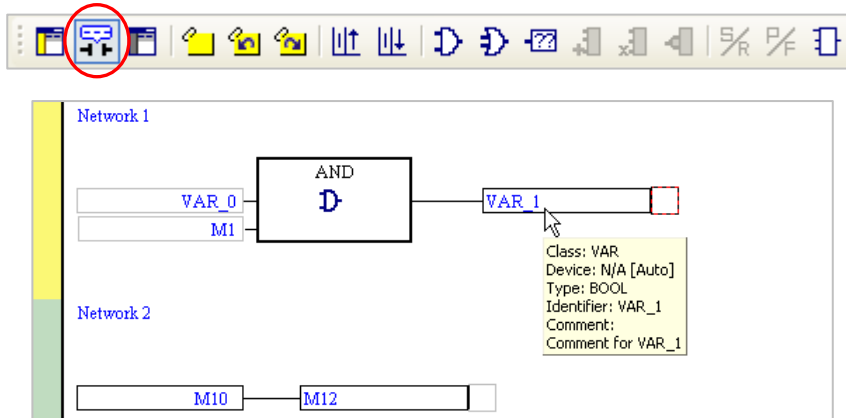 ??
S/R
P/F
Network 1
AND
VAR_0
VAR_1
M1
Class: VAR
Device: N/A [Auto]
Type: BOOL
Identifier: VAR_1
Comment:
Comment for VAR_1
Network 2
M10
M12